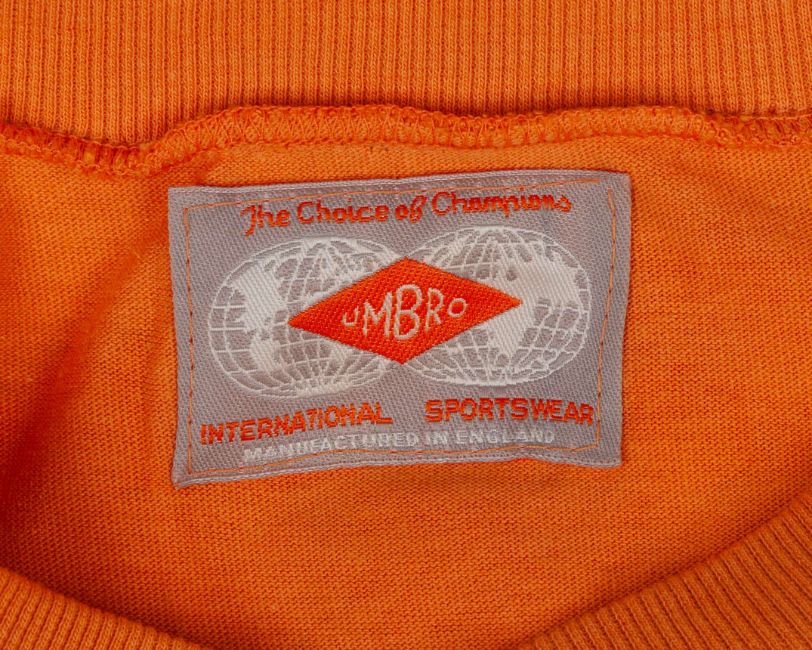 The Choice of Champions
UMBRO
INTERNATIONAL SPORTSWEAR
MANUFACTURED IN ENGLAND